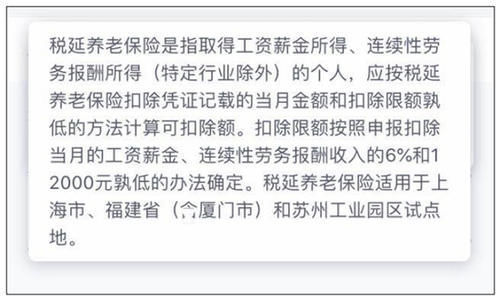 税延养老保险是指取得工资薪金所得、连续性劳
务报酬所得（特定行业除外）的个人，应按税延
养老保险扣除凭证记载的当月金额和扣除限额孰
低的方法计算可扣除额。扣除限额按照申报扣除
当月的工资薪金、连续性劳务报酬收入的6%和1
2000元孰低的办法确定。税延养老保险适用于上
海市、福建省（含厦门市）和苏州工业园区试点
地。